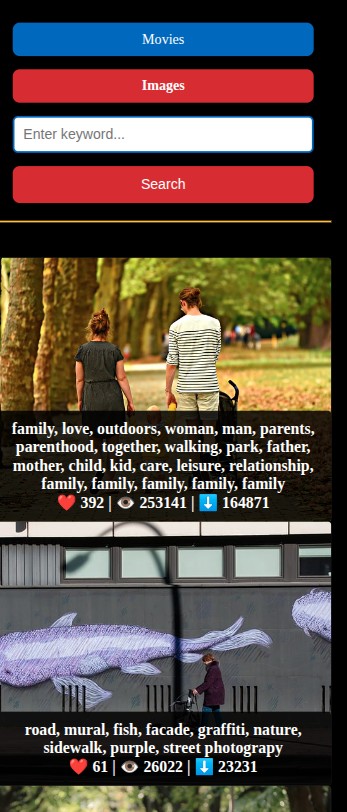 Movies
Images
Enter keyword...
Search
family, love, outdoors, woman, man, parents,
parenthood, together, walking, park, father,
mother, child, kid, care, leisure, relationship,
family, family, family, family, family
❤️ 392 | 👁️ 253141 | ⬇️ 164871
road, mural, fish, facade, graffiti, nature,
sidewalk, purple, street photograpy
❤️ 61 | 👁️ 26022 | ⬇️ 23231